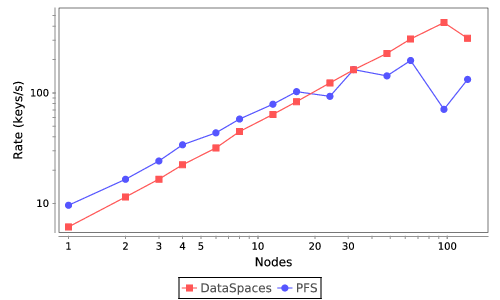 100
10
Rate (keys/s)
1 2 3 4 5 10 20 30 100
Nodes
DataSpaces PFS